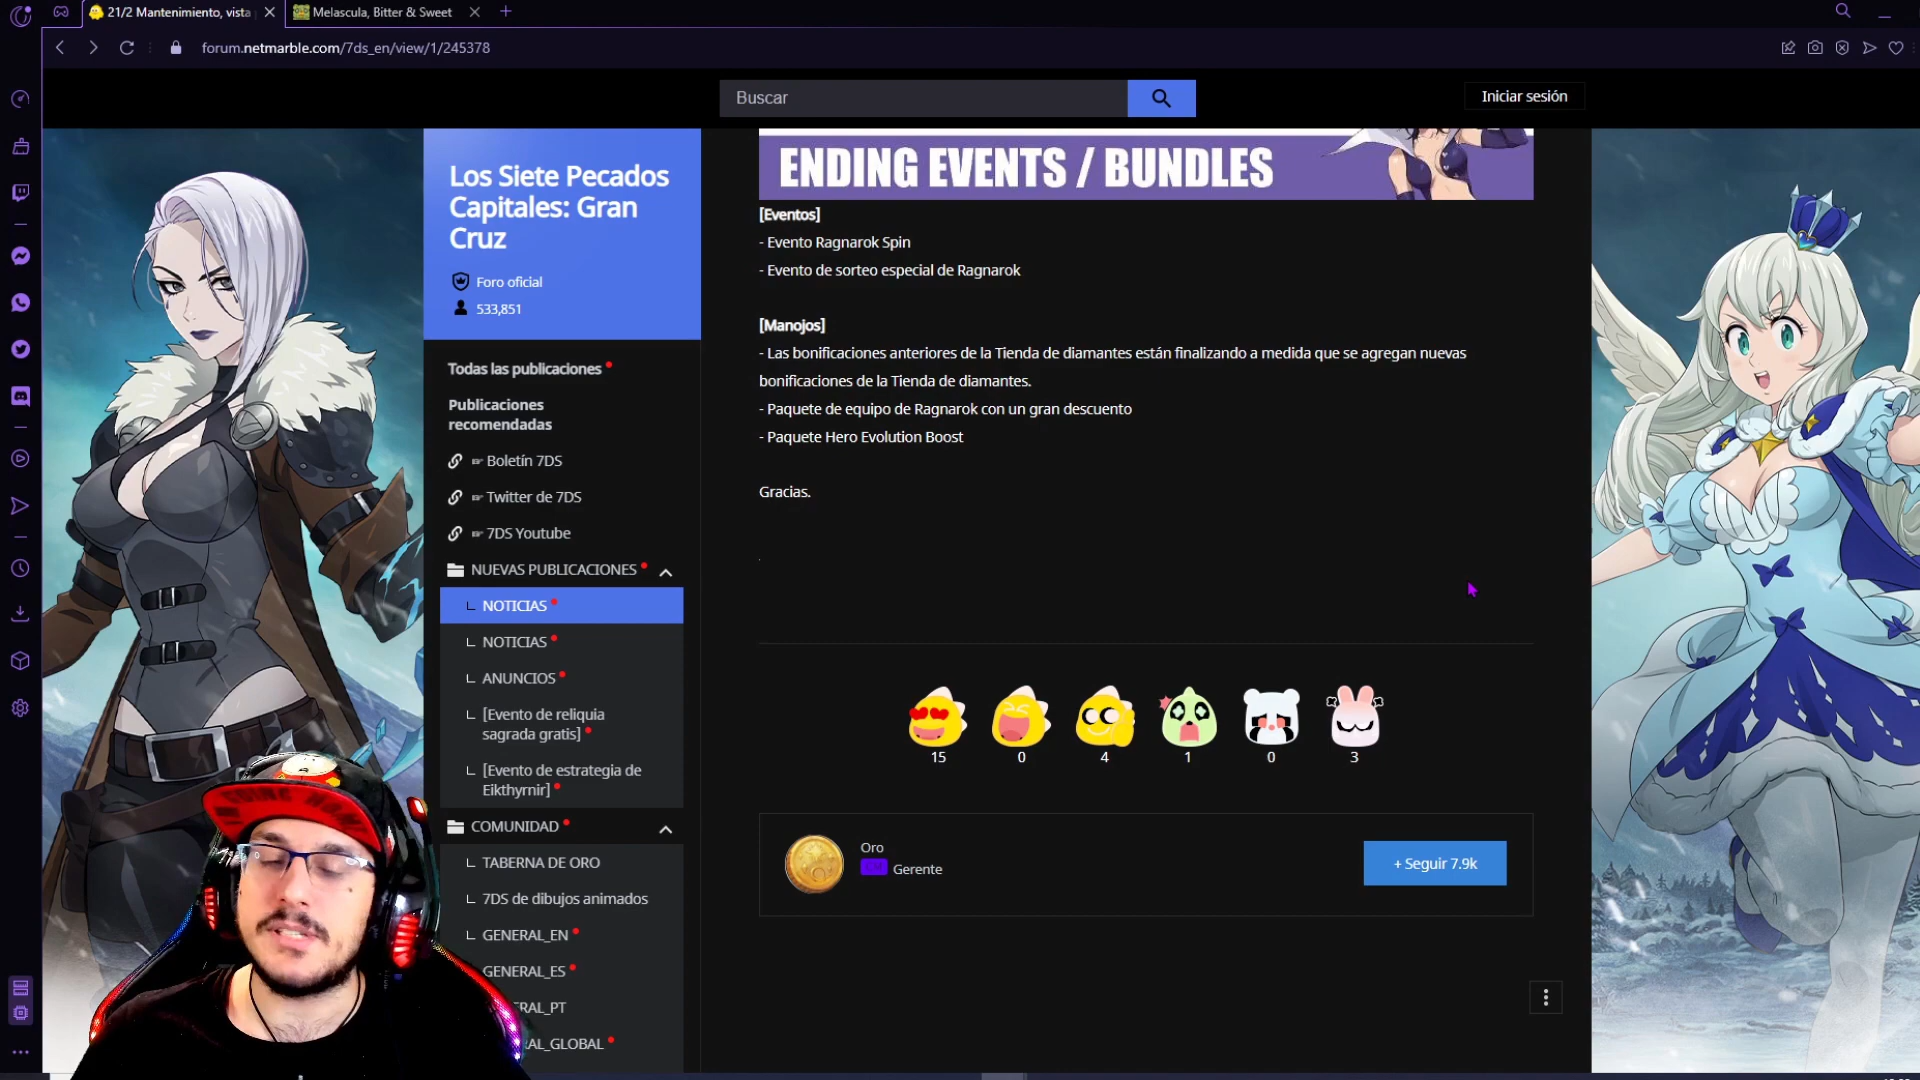 21/2 Mantenimiento, vista
Melascula, Bitter & Sweet
forum.netmarble.com/7ds_en/view/1/245378
Buscar
Iniciar sesión
Los Siete Pecados
Capitales: Gran
Cruz
Foro oficial
533,851
Todas las publicaciones
Publicaciones
recomendadas
Boletín 7DS
Twitter de 7DS
7DS Youtube
NUEVAS PUBLICACIONES
NOTICIAS
NOTICIAS
ANUNCIOS
[Evento de reliquia
sagrada gratis]
[Evento de estrategia de
Eikthyrnir]
COMUNIDAD
TABERNA DE ORO
7DS de dibujos animados
GENERAL_EN
GENERAL_ES
ERAL_PT
RAL_GLOBAL
ENDING EVENTS / BUNDLES
[Eventos]
- Evento Ragnarok Spin
- Evento de sorteo especial de Ragnarok
[Manojos]
- Las bonificaciones anteriores de la Tienda de diamantes están finalizando a medida que se agregan nuevas
bonificaciones de la Tienda de diamantes.
- Paquete de equipo de Ragnarok con un gran descuento
- Paquete Hero Evolution Boost
Gracias.
15 0 4 1 0 3
Oro
Gerente
+ Seguir 7.9k